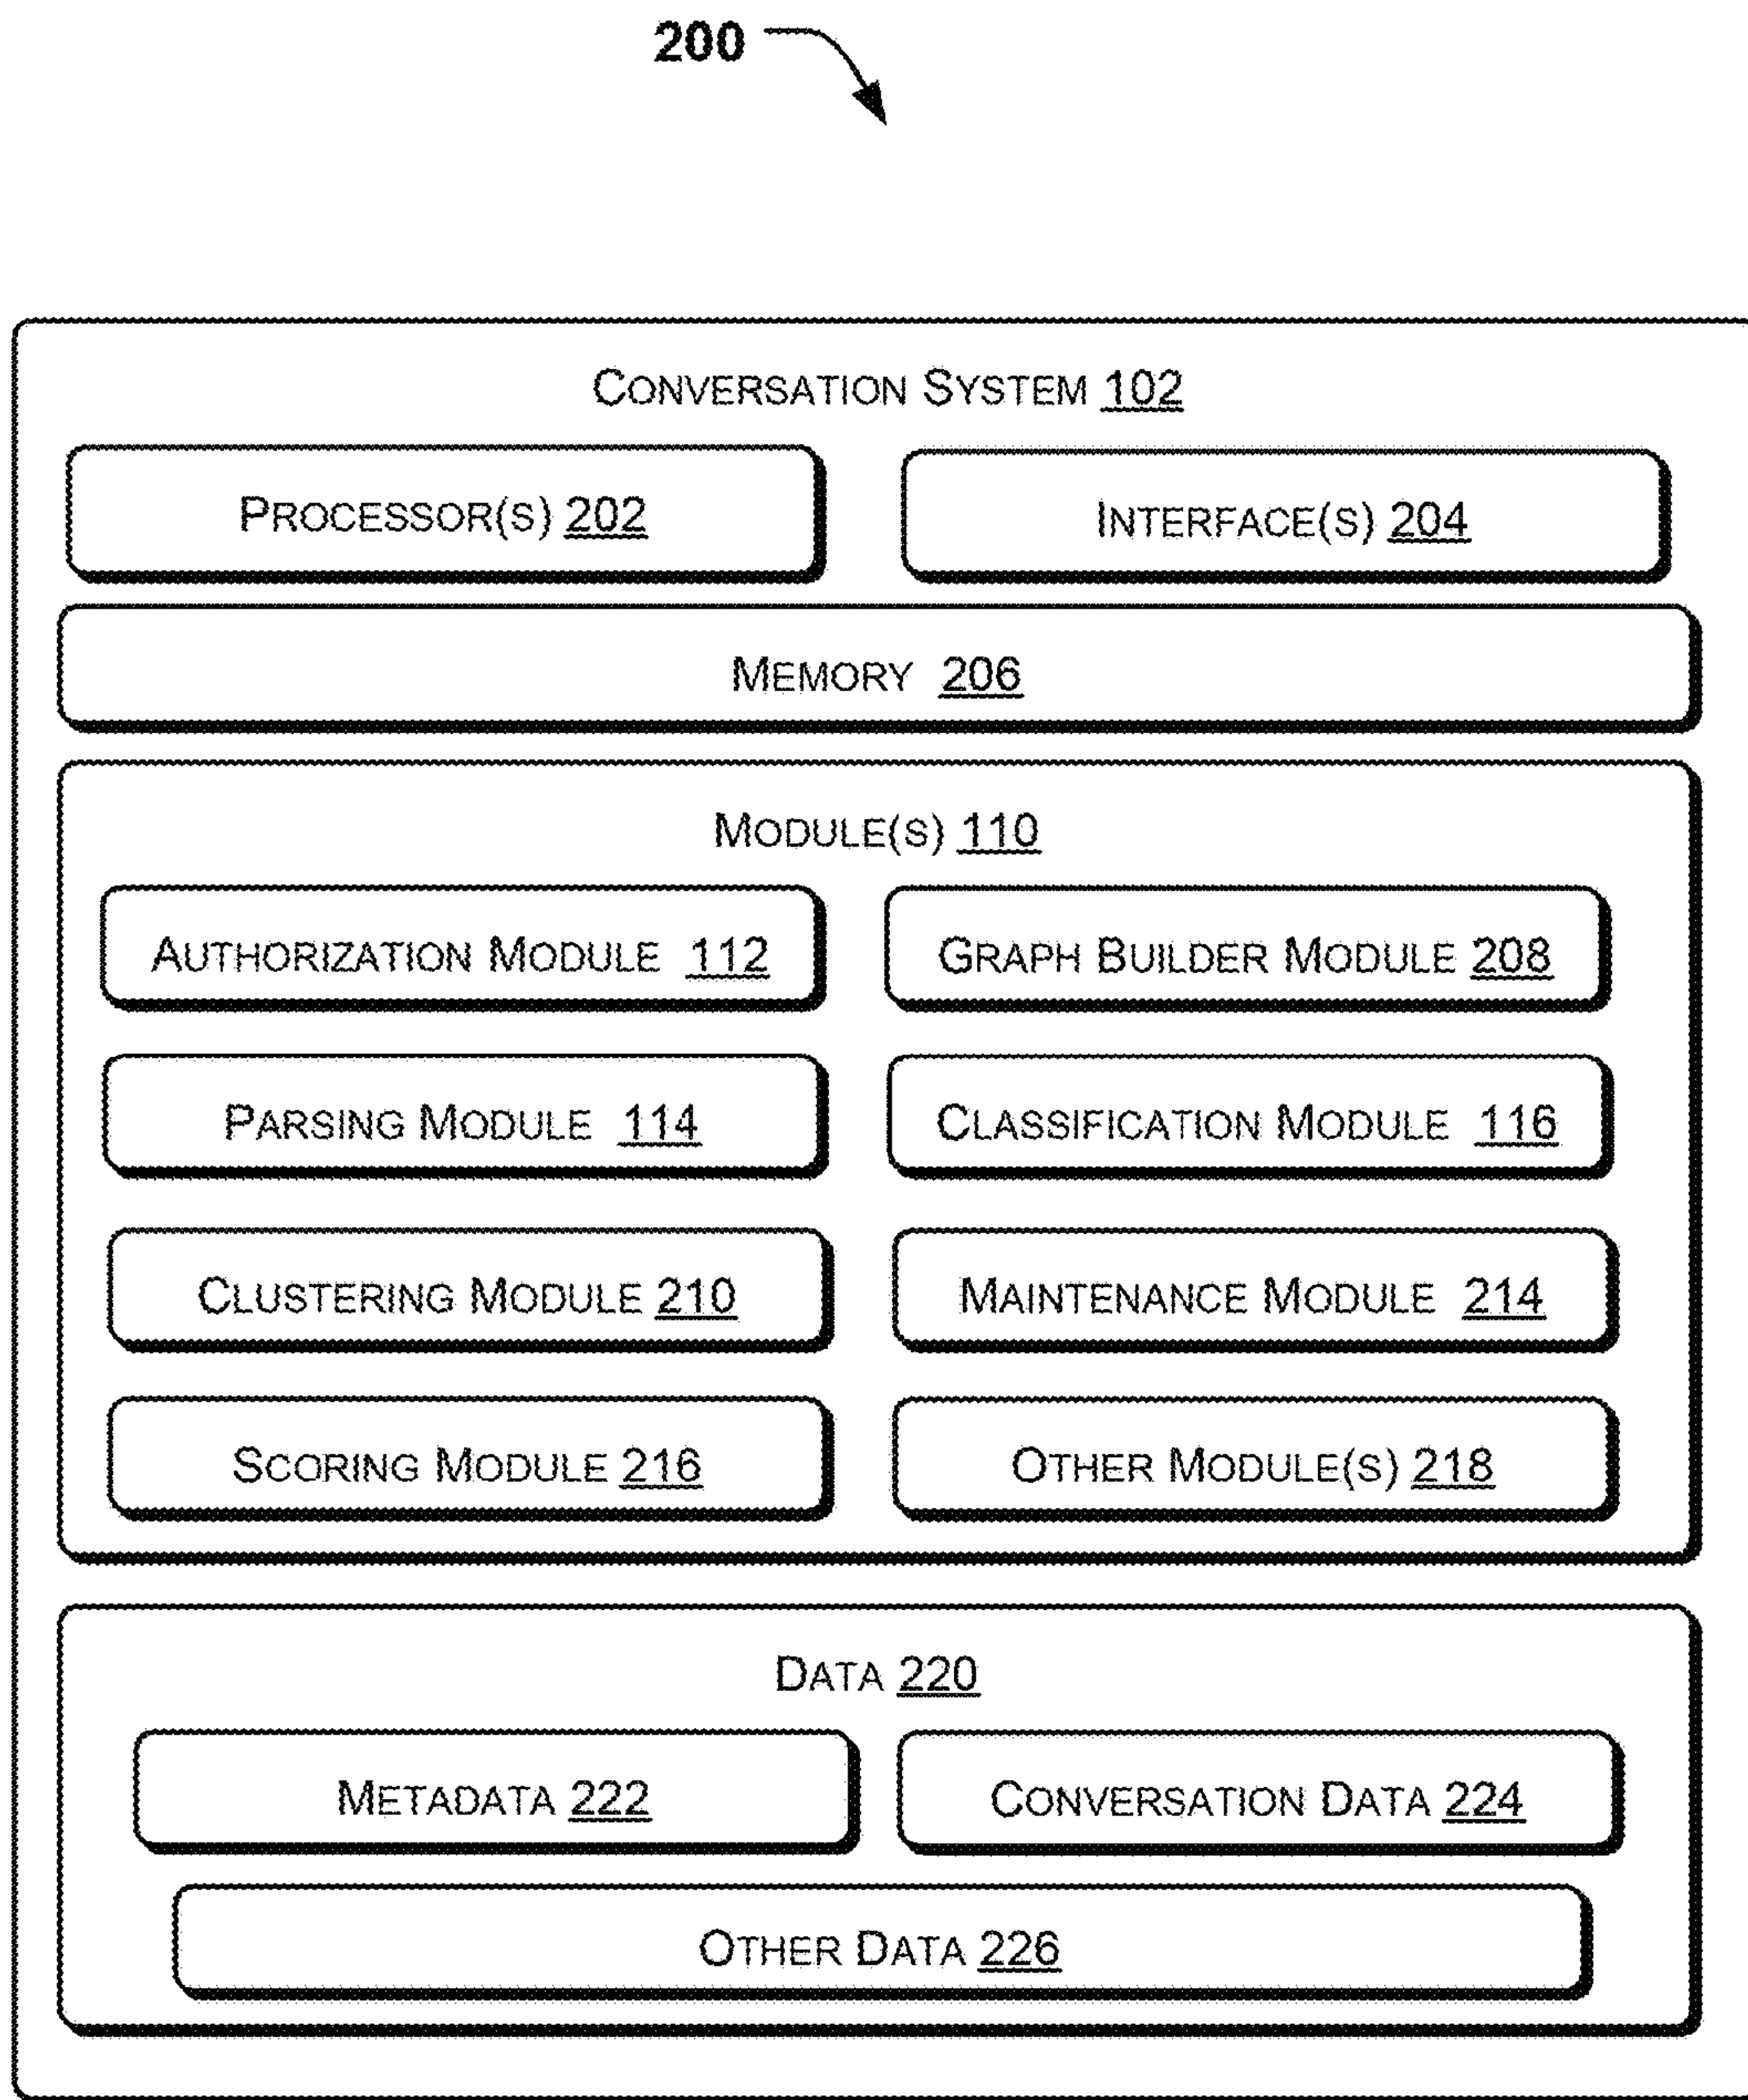 200
CONVERSATION SYSTEM 102
PROCESSOR(S) 202
INTERFACE(S) 204
MEMORY 206
MODULE(S) 110
AUTHORIZATION MODULE 112
GRAPH BUILDER MODULE 208
PARSING MODULE 114
CLASSIFICATION MODULE 116
CLUSTERING MODULE 210
MAINTENANCE MODULE 214
SCORING MODULE 216
OTHER MODULE(S) 218
DATA 220
METADATA 222
CONVERSATION DATA 224
OTHER DATA 226